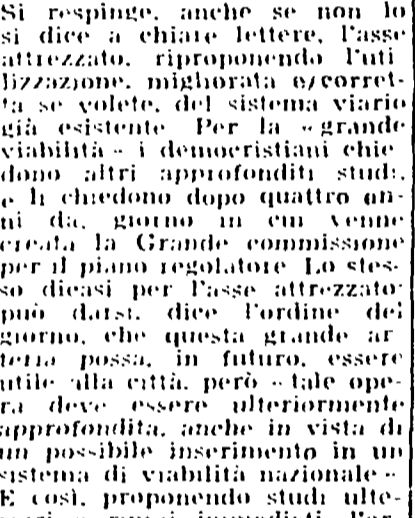 Si respinge, anche se non lo
si dice a chiare lettere, l'asse
attrezzato, riproponendo l'uti
lizzazione, migliorata e/corret-
ta se volete, del sistema viario
già esistente Per la «grande
viabilità» i democristiani chie
dono altri approfonditi studi,
e li chiedono dopo quattro an-
ni da, giorno in cui venne
creata la Grande commissione
per il piano regolatore Lo stes-
so dicasi per l'asse attrezzato:
può darsi, dice l'ordine del
giorno, che questa grande ar
teria possa, in futuro, essere
utile alla città, però «tale ope-
ra deve essere ulteriormente
approfondita, anche in vista di
un possibile inserimento in un
sistema di viabilità nazionale»
E così, proponendo studi ulte-